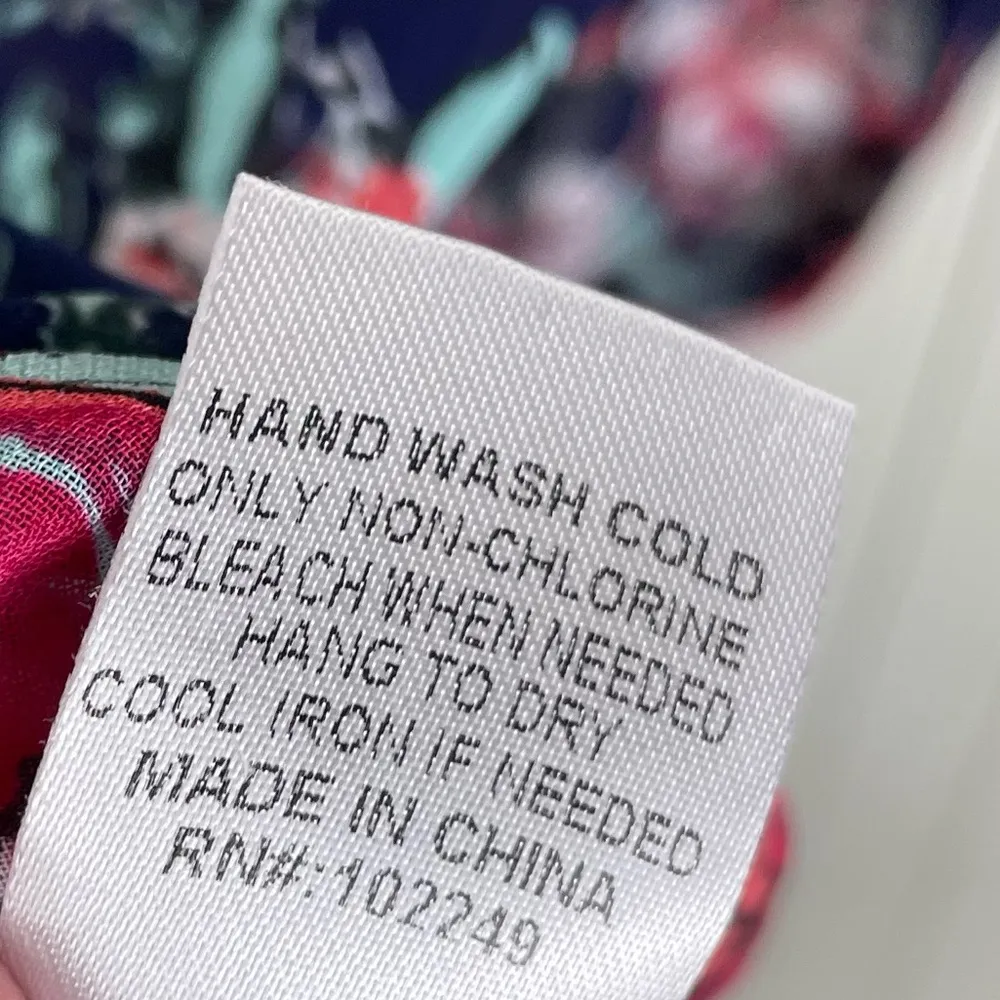 HAND WASH COLD
ONLY NON-CHLORINE
BLEACH WHEN NEEDED
HANG TO DRY
COOL IRON IF NEEDED
MADE IN CHINA
RN#:102249